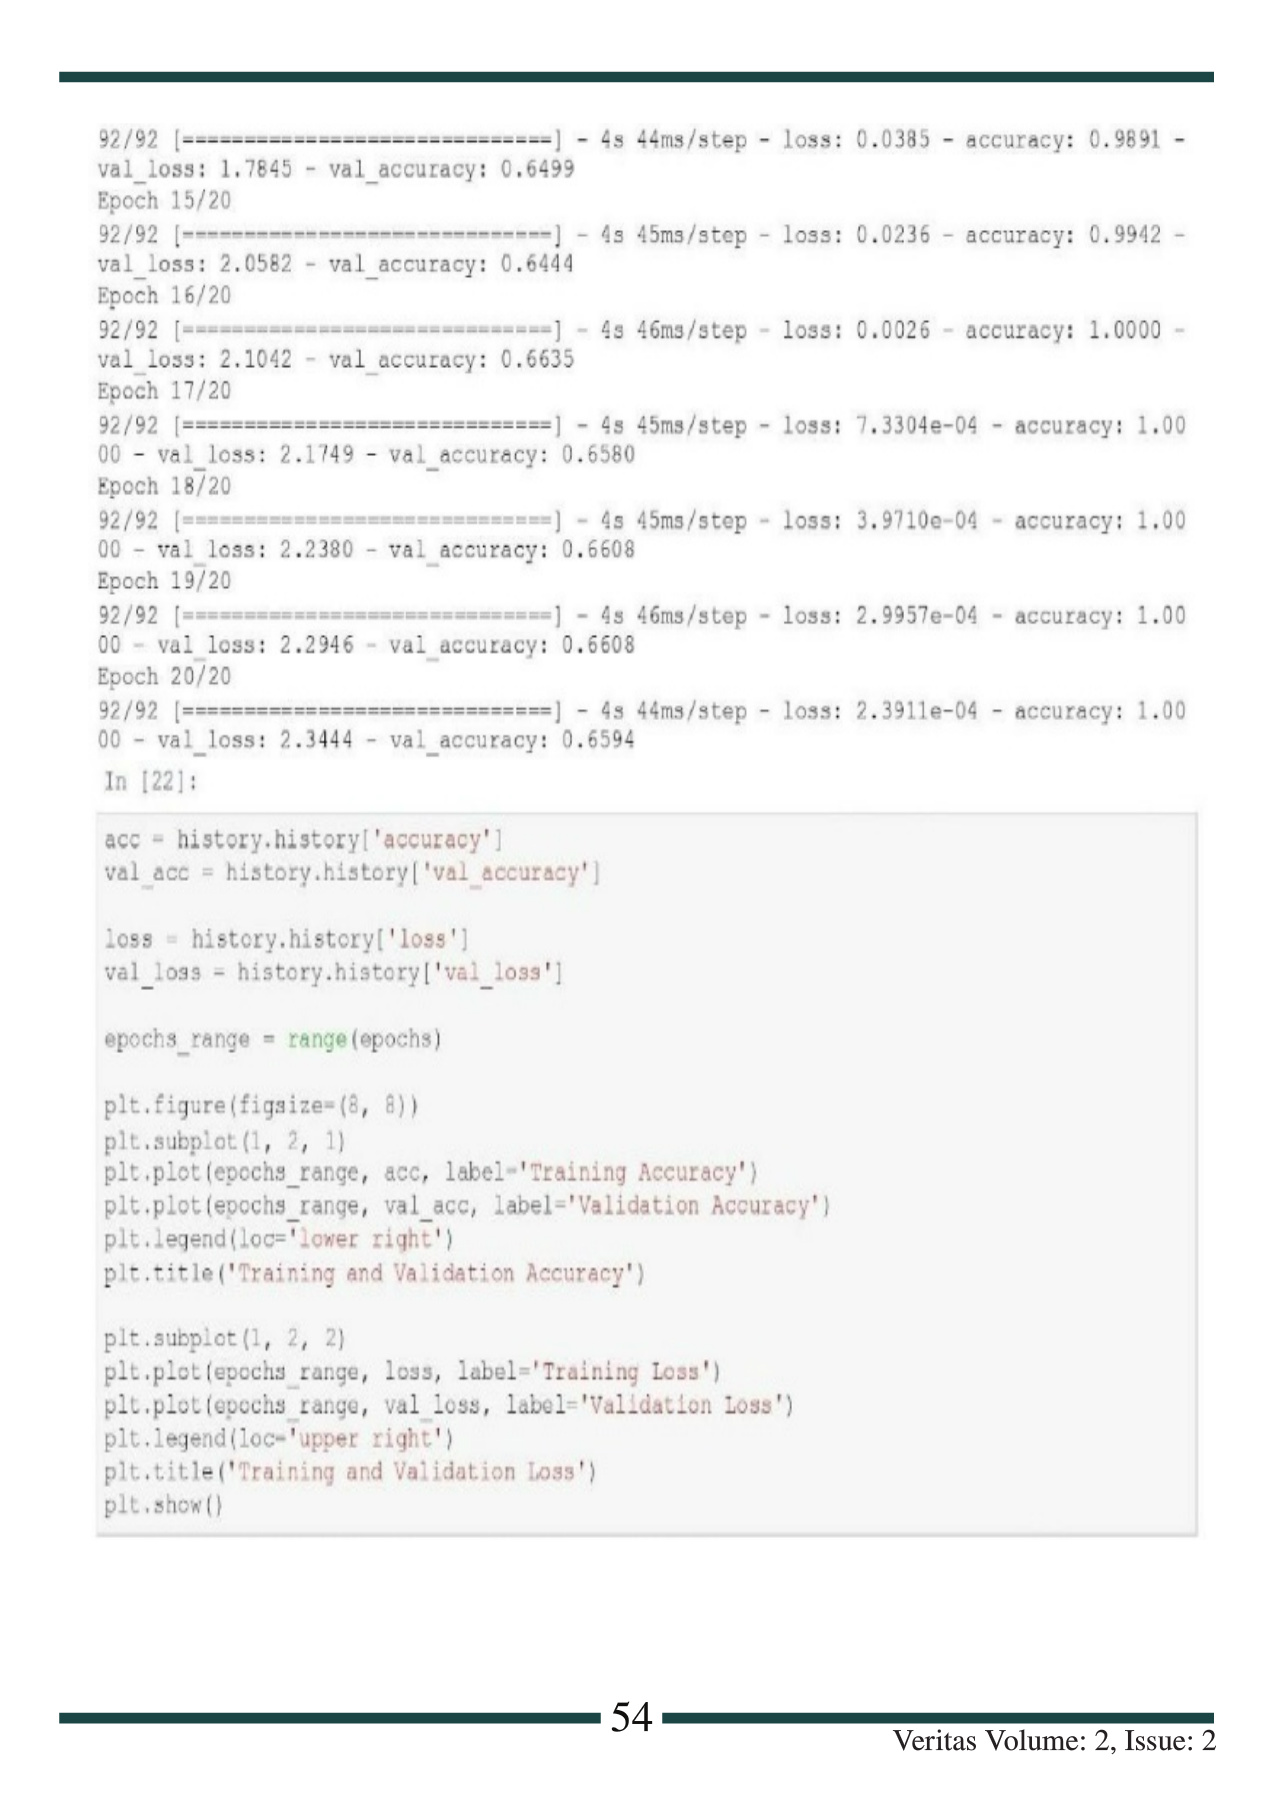 92/92 [==============================] - 4s 44ms/step - loss: 0.0385 - accuracy: 0.9891 -
val_loss: 1.7845 - val_accuracy: 0.6499
Epoch 15/20
92/92 [==============================] - 4s 45ms/step - loss: 0.0236 - accuracy: 0.9942 -
val_loss: 2.0582 - val_accuracy: 0.6444
Epoch 16/20
92/92 [==============================] - 4s 46ms/step - loss: 0.0026 - accuracy: 1.0000 -
val_loss: 2.1042 - val_accuracy: 0.6635
Epoch 17/20
92/92 [==============================] - 4s 45ms/step - loss: 7.3304e-04 - accuracy: 1.00
00 - val_loss: 2.1749 - val_accuracy: 0.6580
Epoch 18/20
92/92 [==============================] - 4s 45ms/step - loss: 3.9710e-04 - accuracy: 1.00
00 - val_loss: 2.2380 - val_accuracy: 0.6608
Epoch 19/20
92/92 [==============================] - 4s 46ms/step - loss: 2.9957e-04 - accuracy: 1.00
00 - val_loss: 2.2946 - val_accuracy: 0.6608
Epoch 20/20
92/92 [==============================] - 4s 44ms/step - loss: 2.3911e-04 - accuracy: 1.00
00 - val_loss: 2.3444 - val_accuracy: 0.6594
In [22]:
acc = history.history['accuracy']
val_acc = history.history['val_accuracy']
loss = history.history['loss']
val_loss = history.history['val_loss']
epochs_range = range(epochs)
plt.figure(figsize=(8, 8))
plt.subplot(1, 2, 1)
plt.plot(epochs_range, acc, label='Training Accuracy')
plt.plot(epochs_range, val_acc, label='Validation Accuracy')
plt.legend(loc='lower right')
plt.title('Training and Validation Accuracy')
plt.subplot(1, 2, 2)
plt.plot(epochs_range, loss, label='Training Loss')
plt.plot(epochs_range, val_loss, label='Validation Loss')
plt.legend(loc='upper right')
plt.title('Training and Validation Loss')
plt.show()
54
Veritas Volume: 2, Issue: 2